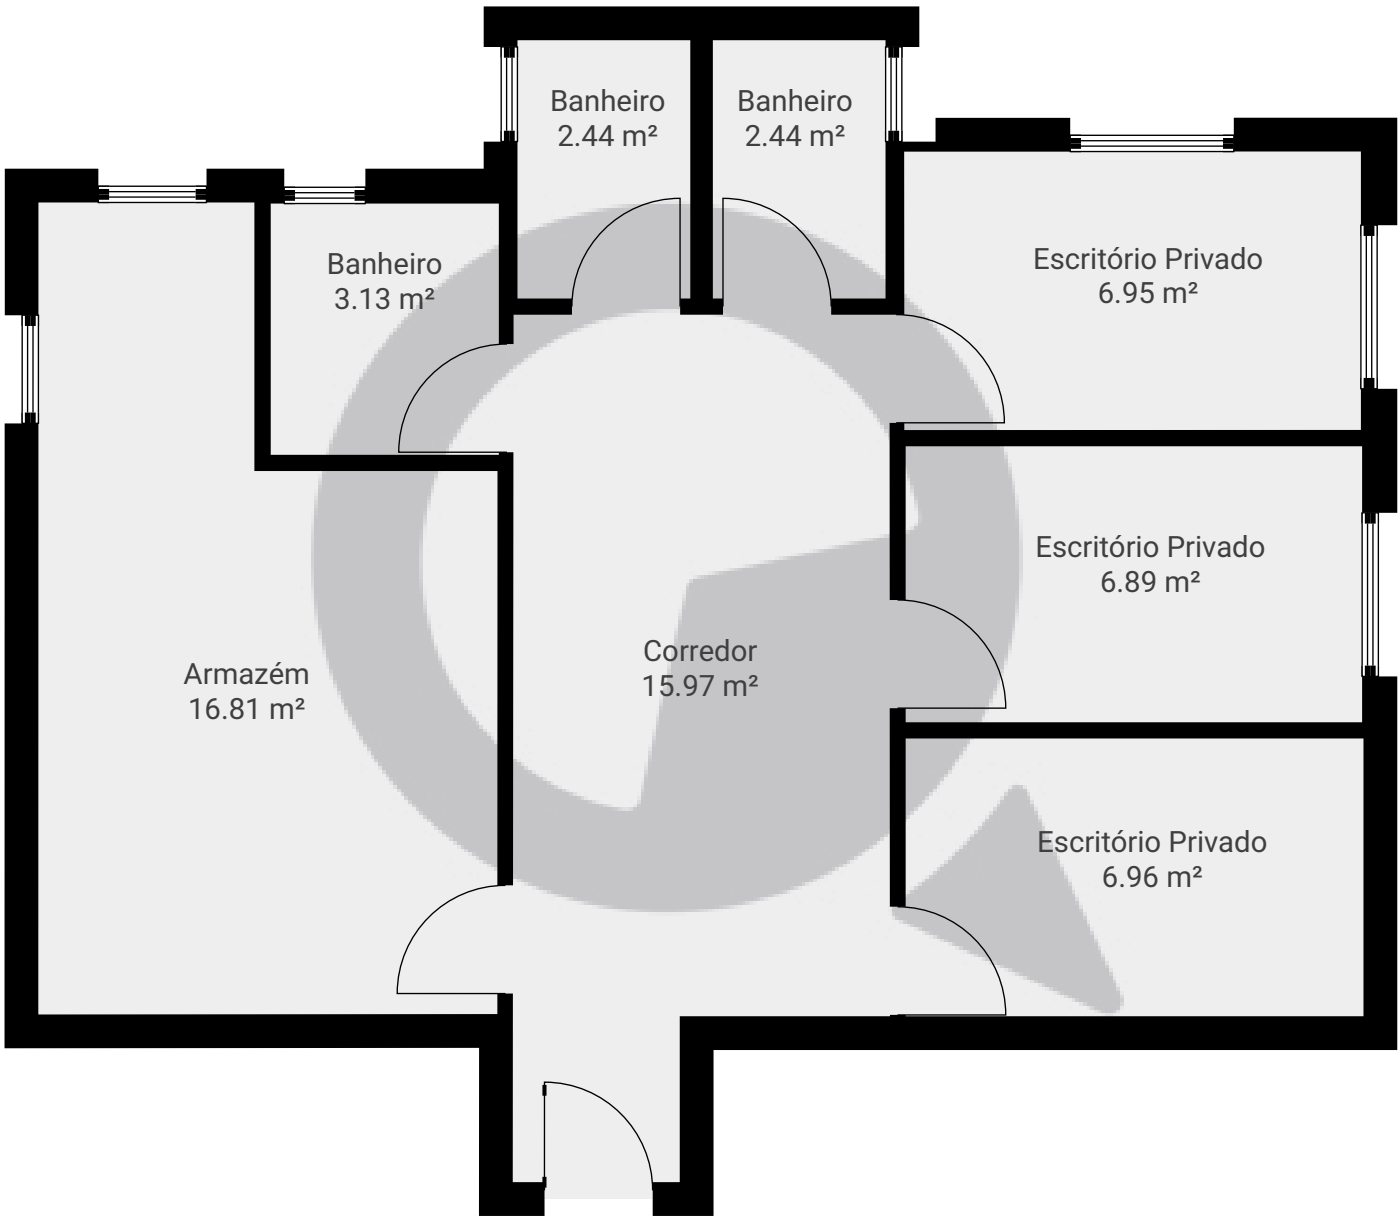 Banheiro
2.44 m²
Banheiro
2.44 m²
Banheiro
3.13 m²
Escritório Privado
6.95 m²
Escritório Privado
6.89 m²
Armazém
16.81 m²
Corredor
15.97 m²
Escritório Privado
6.96 m²